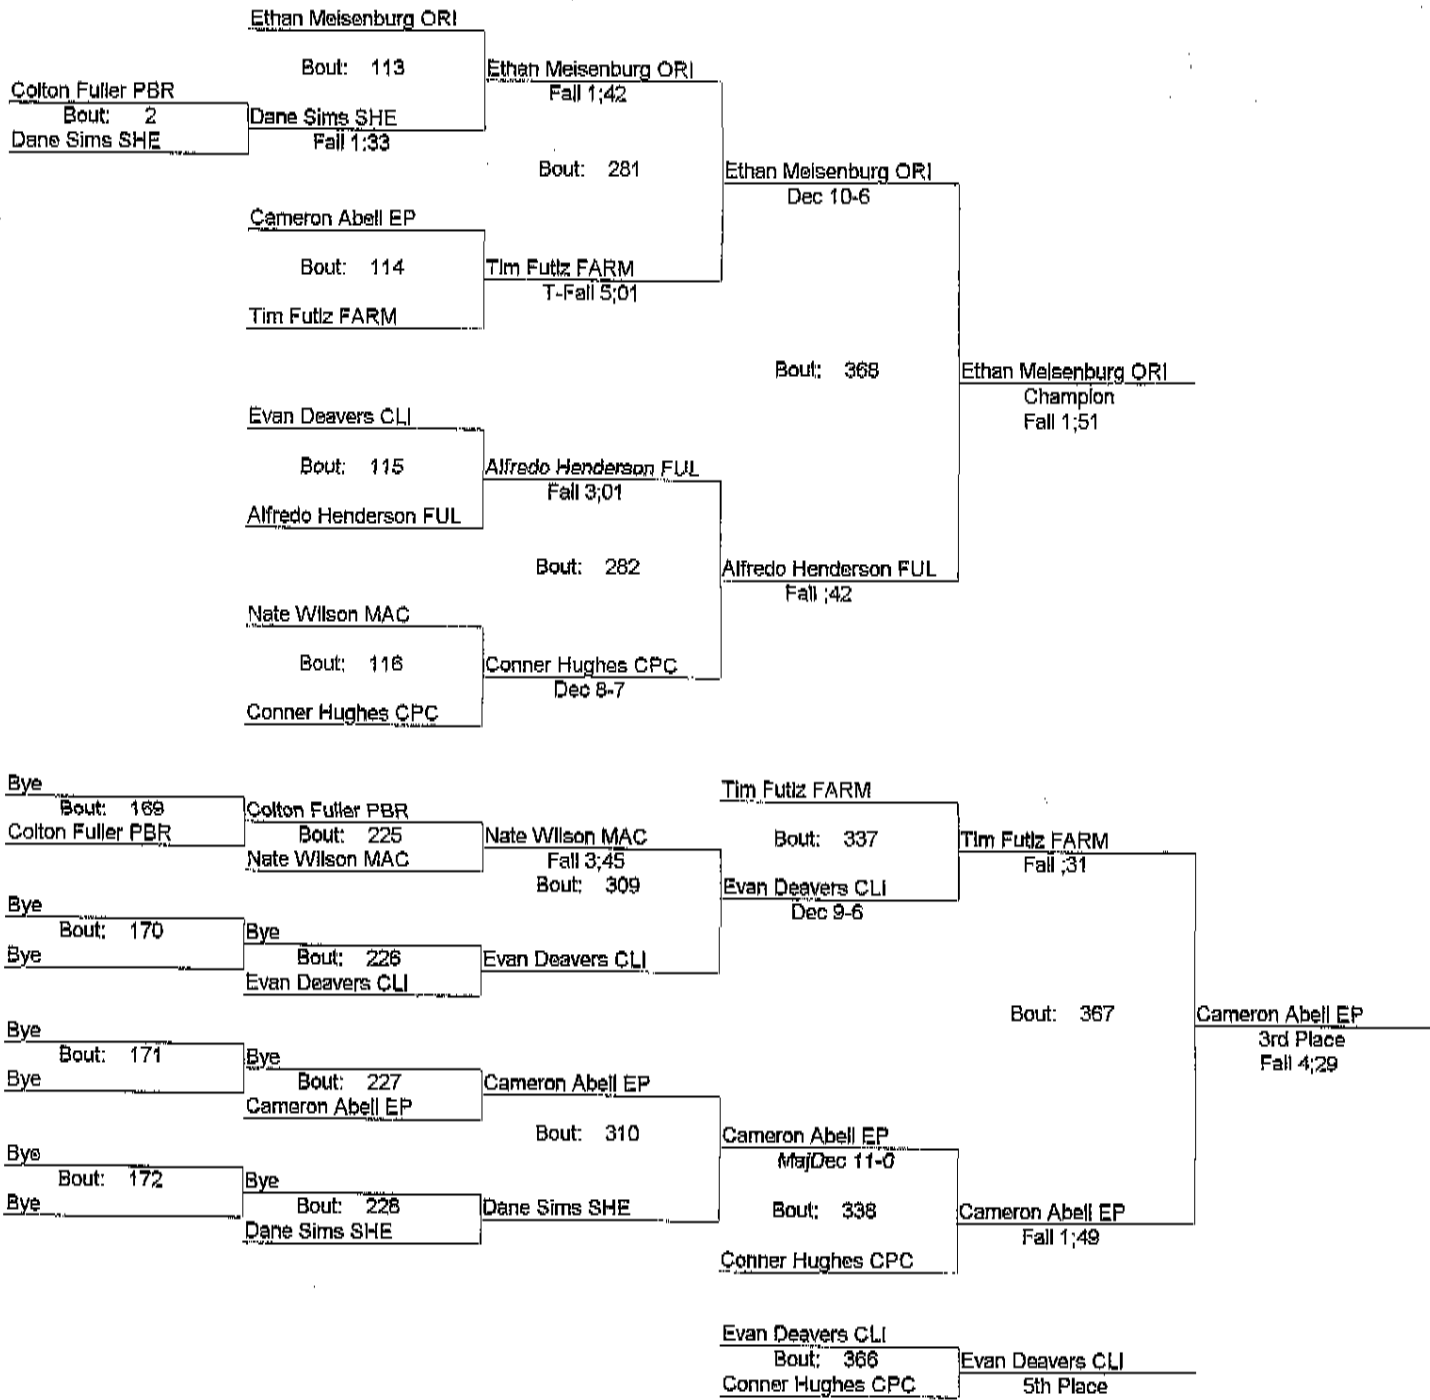 Ethan Meisenburg ORI
Bout: 113
Ethan Meisenburg ORI
Fall 1;42
Colton Fuller PBR
Bout: 2
Dane Sims SHE
Dane Sims SHE
Fall 1:33
Bout: 281
Ethan Meisenburg ORI
Dec 10-6
Cameron Abell EP
Bout: 114
Tim Futlz FARM
T-Fall 5;01
Tim Futlz FARM
Bout: 368
Ethan Meisenburg ORI
Champion
Fall 1;51
Evan Deavers CLI
Bout: 115
Alfredo Henderson FUL
Fall 3;01
Alfredo Henderson FUL
Bout: 282
Alfredo Henderson FUL
Fall ;42
Nate Wilson MAC
Bout: 116
Conner Hughes CPC
Dec 8-7
Conner Hughes CPC
Bye
Bout: 169
Colton Fuller PBR
Colton Fuller PBR
Bout: 225
Nate Wilson MAC
Nate Wilson MAC
Fall 3;45
Bout: 309
Tim Futlz FARM
Bout: 337
Evan Deavers CLI
Dec 9-6
Tim Futlz FARM
Fall ;31
Bye
Bout: 170
Bye
Bye
Bout: 226
Evan Deavers CLI
Evan Deavers CLI
Bout: 367
Cameron Abell EP
3rd Place
Fall 4;29
Bye
Bout: 171
Bye
Bye
Bout: 227
Cameron Abell EP
Cameron Abell EP
Bout: 310
Cameron Abell EP
MajDec 11-0
Bye
Bout: 172
Bye
Bye
Bout: 228
Dane Sims SHE
Dane Sims SHE
Bout: 338
Cameron Abell EP
Fall 1;49
Conner Hughes CPC
Evan Deavers CLI
Bout: 366
Conner Hughes CPC
Evan Deavers CLI
5th Place